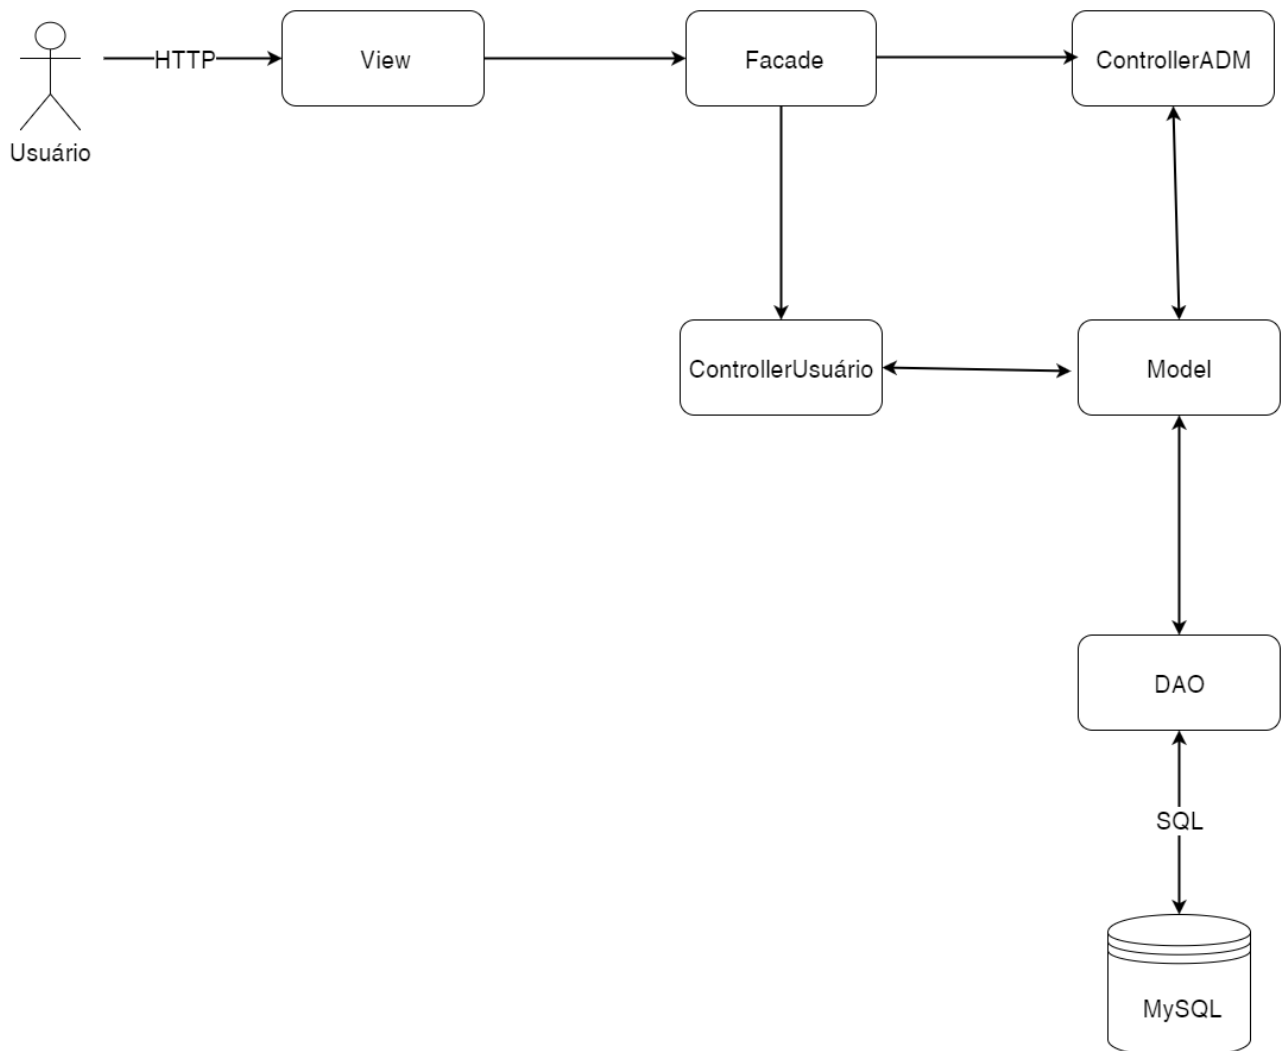 HTTP
View
Facade
ControllerADM
Usuário
ControllerUsuário
Model
DAO
SQL
MySQL